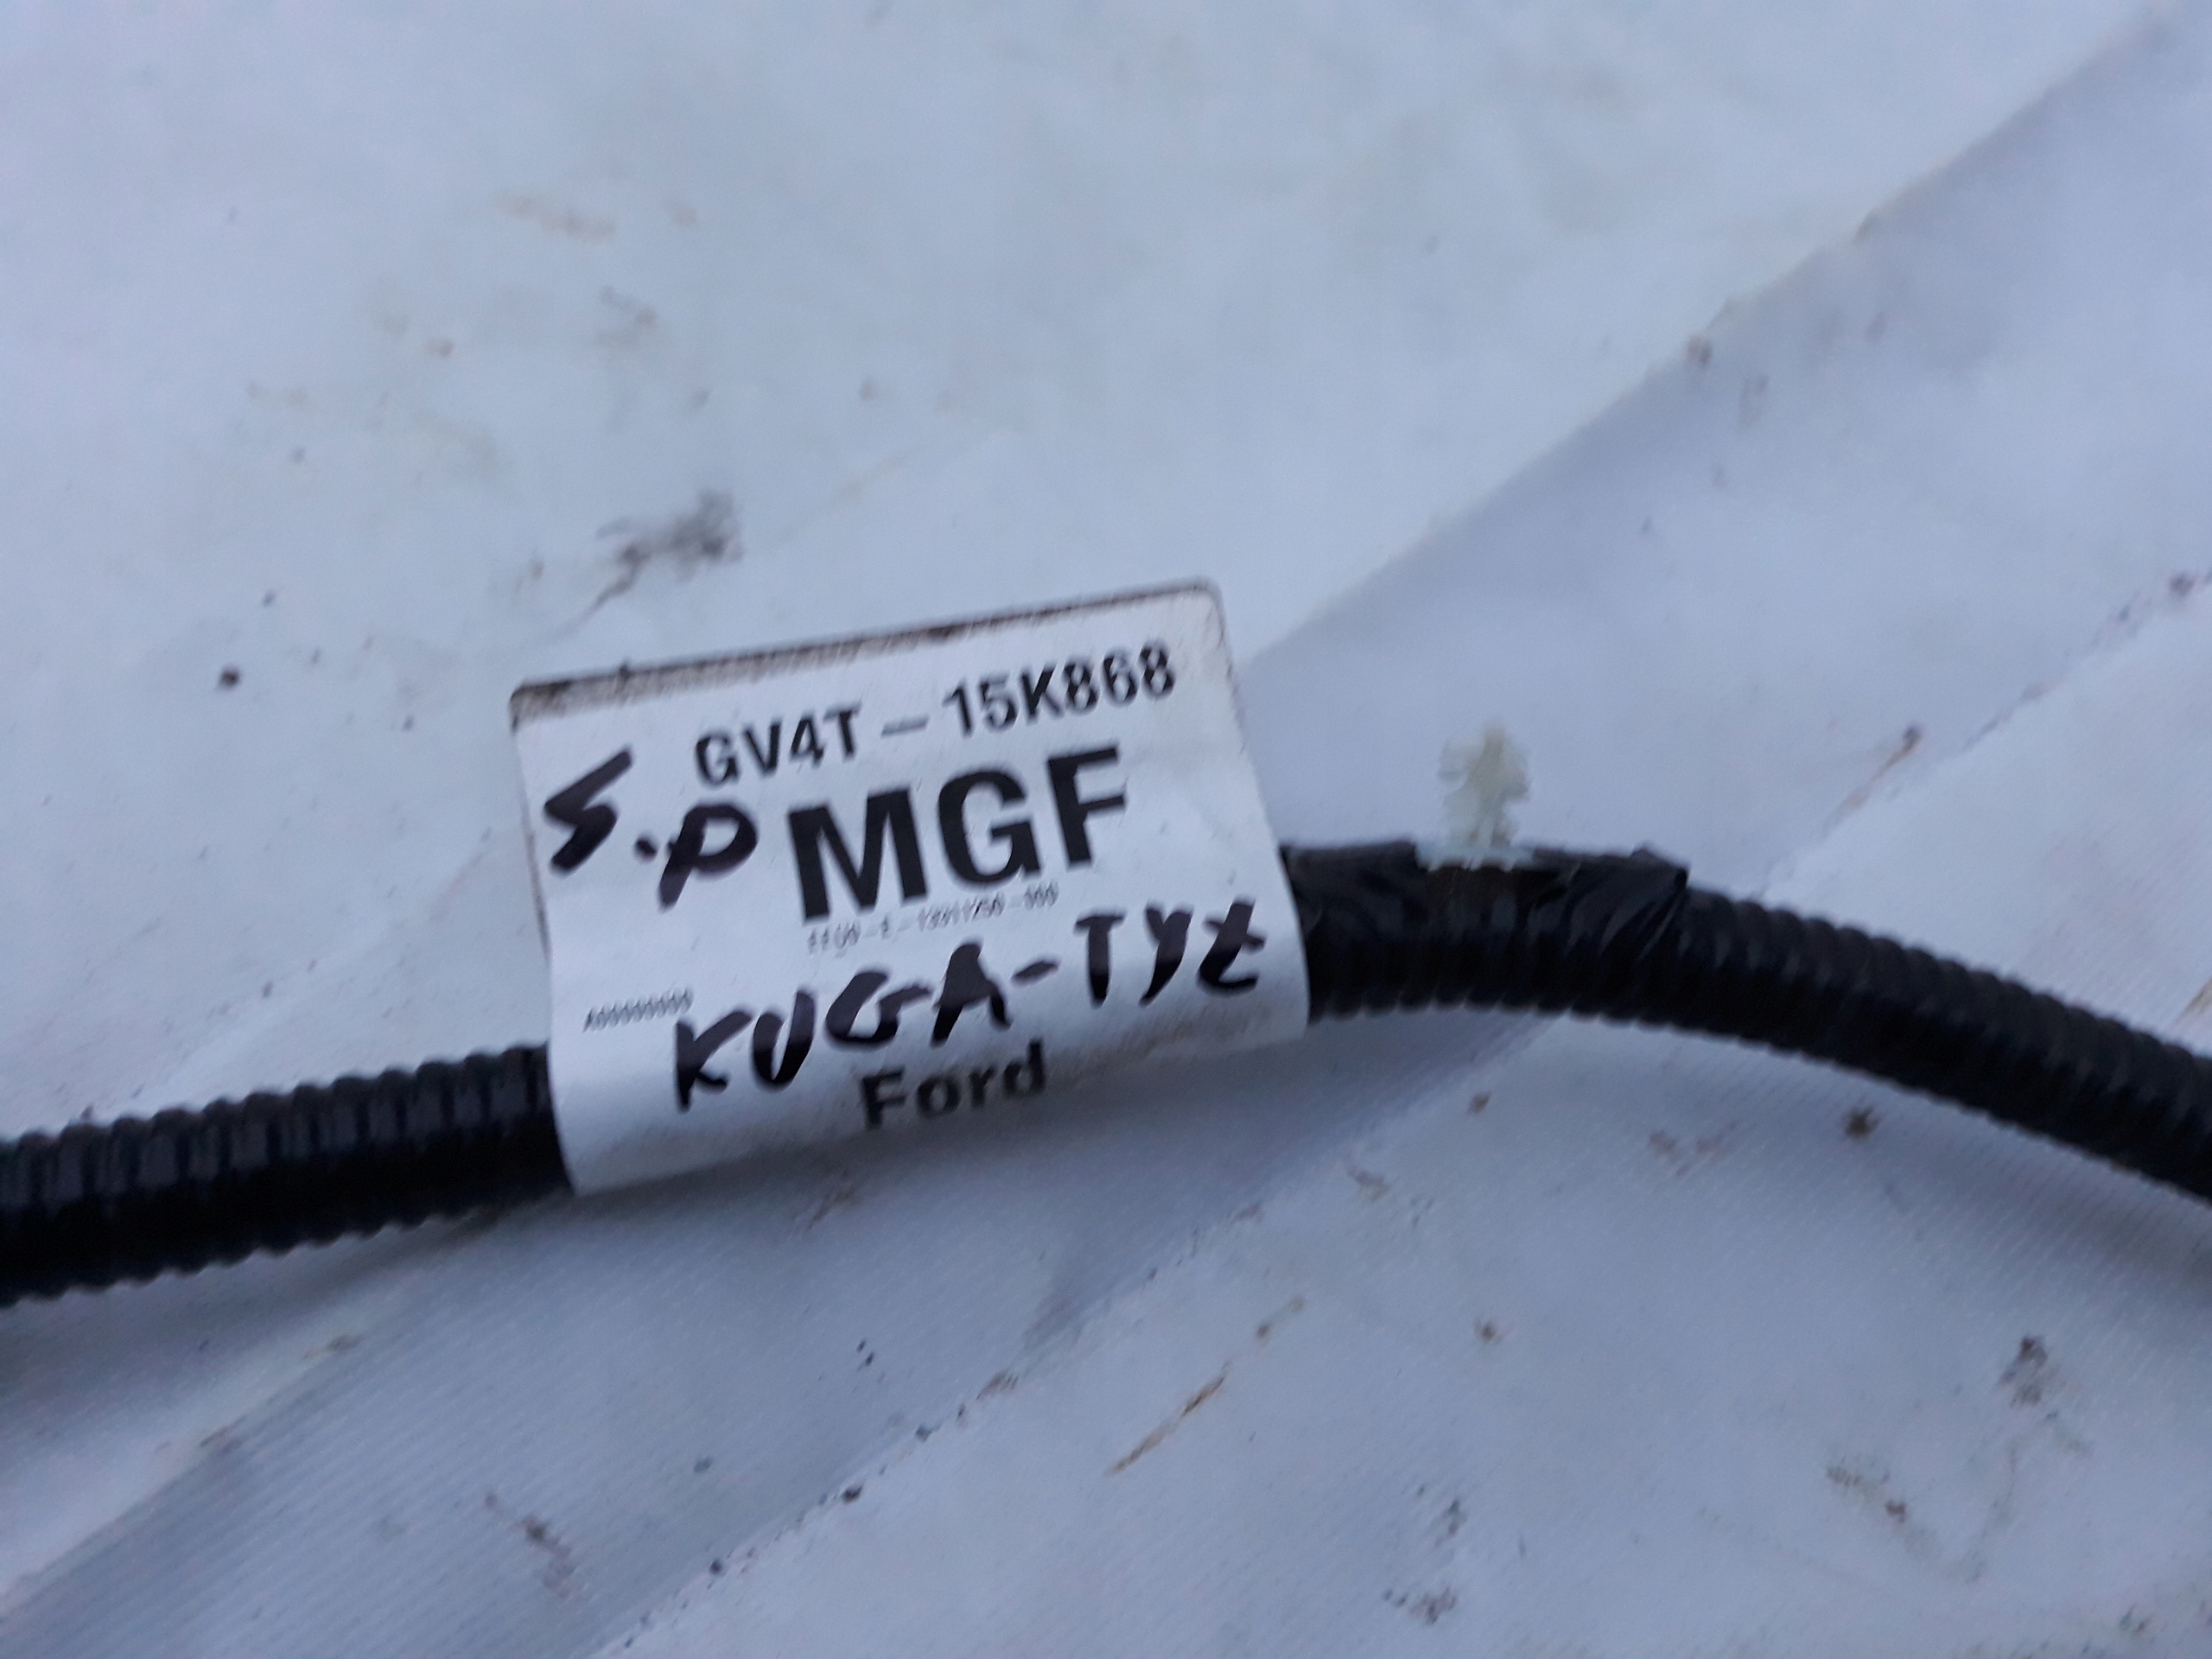 GV4T-15K868
S.P MGF
KUGA-TYŁ
Ford